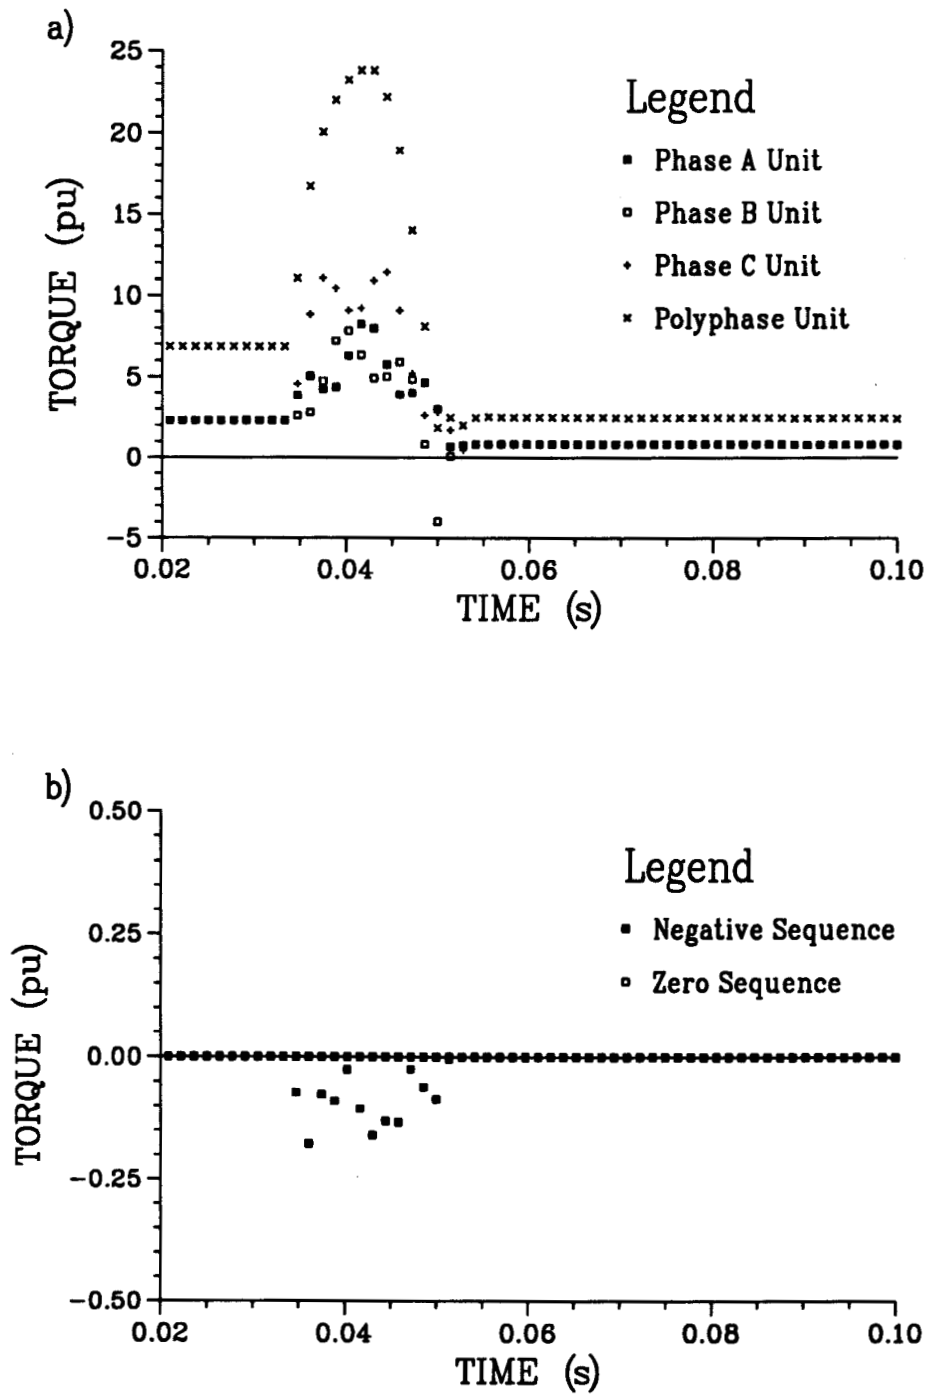 a)
25
20
15
10
5
0
−5
TORQUE (pu)
Legend
Phase A Unit
Phase B Unit
Phase C Unit
Polyphase Unit
0.02
0.04
0.06
0.08
0.10
TIME (s)
b)
0.50
0.25
0.00
−0.25
−0.50
TORQUE (pu)
Legend
Negative Sequence
Zero Sequence
0.02
0.04
0.06
0.08
0.10
TIME (s)